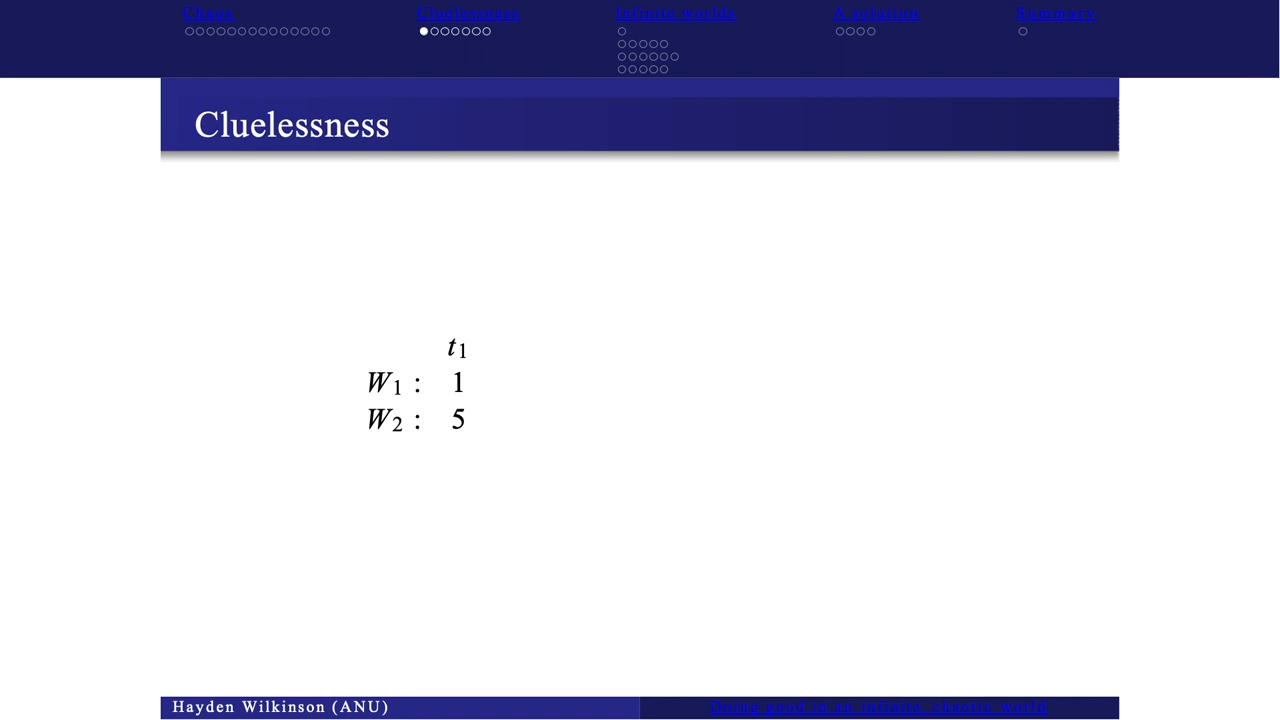 Chaos Cluelessness Infinite worlds A solution Summary
Cluelessness
t1
W1 : 1
W2 : 5
Hayden Wilkinson (ANU) Doing good in an infinite, chaotic world